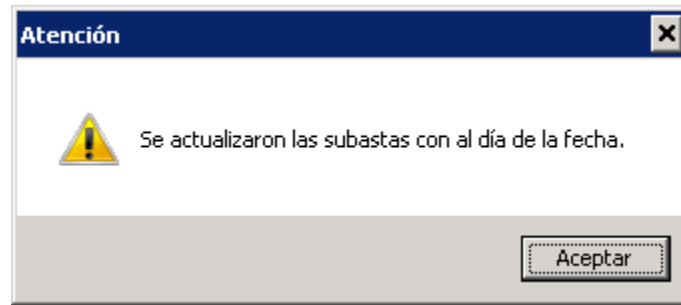 Atención
Se actualizaron las subastas con al día de la fecha.
Aceptar